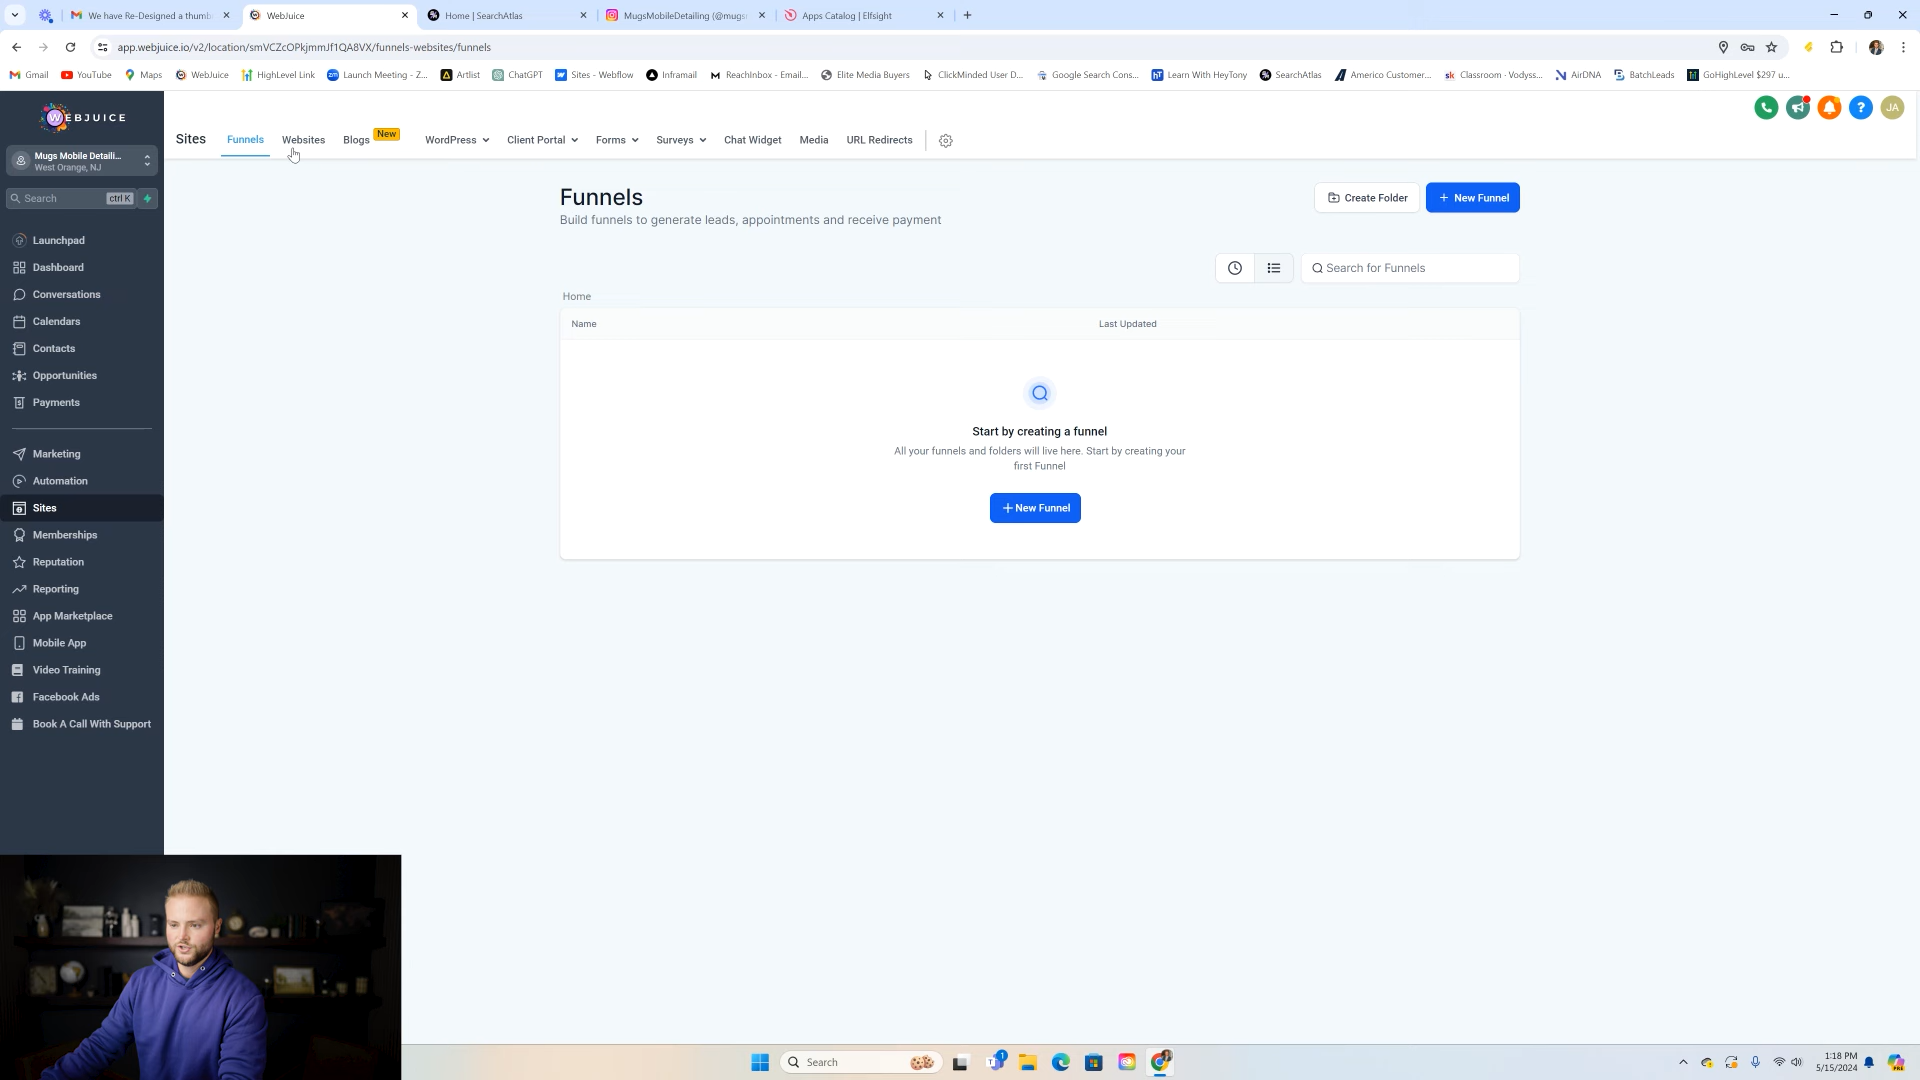 We have Re-Designed a thumb
WebJuice
Home | SearchAtlas
MugsMobileDetailing (@mugs
Apps Catalog | Elfsight
app.webjuice.io/v2/location/smVCZcOPkjmmJf1QA8VX/funnels-websites/funnels
Gmail
YouTube
Maps
WebJuice
HighLevel Link
Launch Meeting - Z...
Artlist
ChatGPT
Sites - Webflow
Inframail
ReachInbox - Email...
Elite Media Buyers
ClickMinded User D...
Google Search Cons...
Learn With HeyTony
SearchAtlas
Americo Customer...
Classroom - Vodyss...
AirDNA
BatchLeads
GoHighLevel $297 u...
WEBJUICE
JA
Sites
Funnels
Websites
Blogs
New
WordPress
Client Portal
Forms
Surveys
Chat Widget
Media
URL Redirects
Mugs Mobile Detaili...
West Orange, NJ
Search
ctrl K
Launchpad
Dashboard
Conversations
Calendars
Contacts
Opportunities
Payments
Marketing
Automation
Sites
Memberships
Reputation
Reporting
App Marketplace
Mobile App
Video Training
Facebook Ads
Book A Call With Support
Funnels
Build funnels to generate leads, appointments and receive payment
Create Folder
+ New Funnel
Search for Funnels
Home
Name
Last Updated
Start by creating a funnel
All your funnels and folders will live here. Start by creating your
first Funnel
+ New Funnel
Search
1
1:18 PM
5/15/2024
PRE